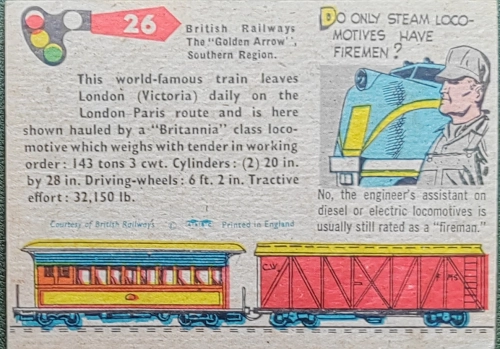 26
British Railways
The "Golden Arrow",
Southern Region.
This world-famous train leaves
London (Victoria) daily on the
London Paris route and is here
shown hauled by a "Britannia" class loco-
motive which weighs with tender in working
order: 143 tons 3 cwt. Cylinders: (2) 20 in.
by 28 in. Driving-wheels: 6 ft. 2 in. Tractive
effort: 32,150 lb.
Courtesy of British Railways
Printed in England
DO ONLY STEAM LOCO-
MOTIVES HAVE
FIREMEN?
No, the engineer's assistant on
diesel or electric locomotives is
usually still rated as a "fireman."
C.W.